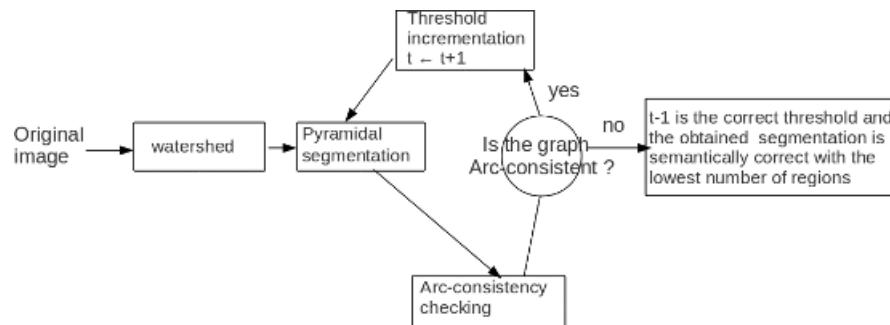 Original
image
watershed
Pyramidal
segmentation
Threshold
incrementation
t ← t+1
Arc-consistency
checking
Is the graph
Arc-consistent ?
yes
no
t-1 is the correct threshold and
the obtained segmentation is
semantically correct with the
lowest number of regions